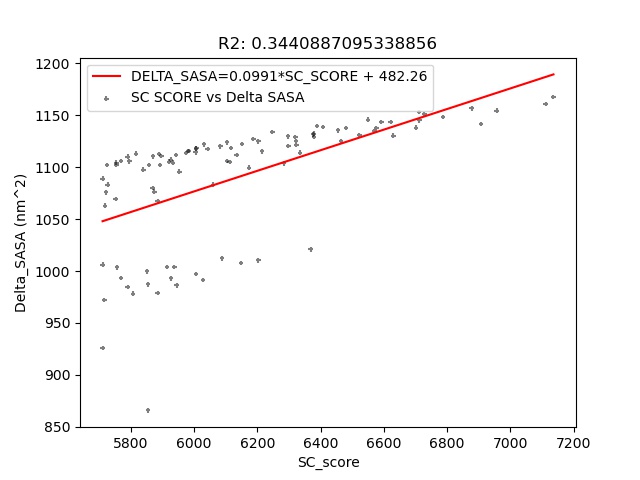 R2: 0.3440887095338856
DELTA_SASA=0.0991*SC_SCORE + 482.26
SC SCORE vs Delta SASA
1200
1150
1100
1050
1000
950
900
850
Delta_SASA (nm^2)
5800 6000 6200 6400 6600 6800 7000 7200
SC_score